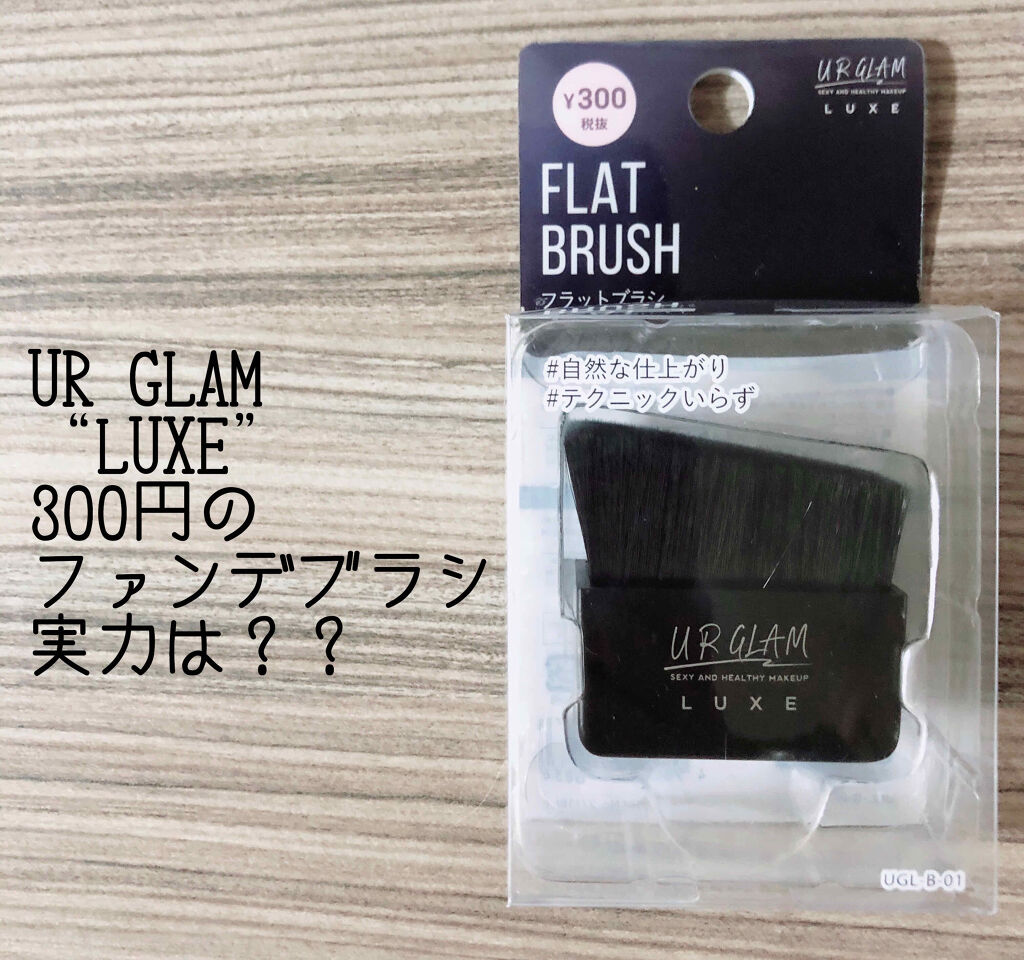 UR GLAM
“LUXE”
300円の
ファンデブラシ
実力は？？
¥300
税抜
UR GLAM
SEXY AND HEALTHY MAKEUP
LUXE
FLAT
BRUSH
フラットブラシ
#自然な仕上がり
#テクニックいらず
UR GLAM
SEXY AND HEALTHY MAKEUP
LUXE
UGL-B-01